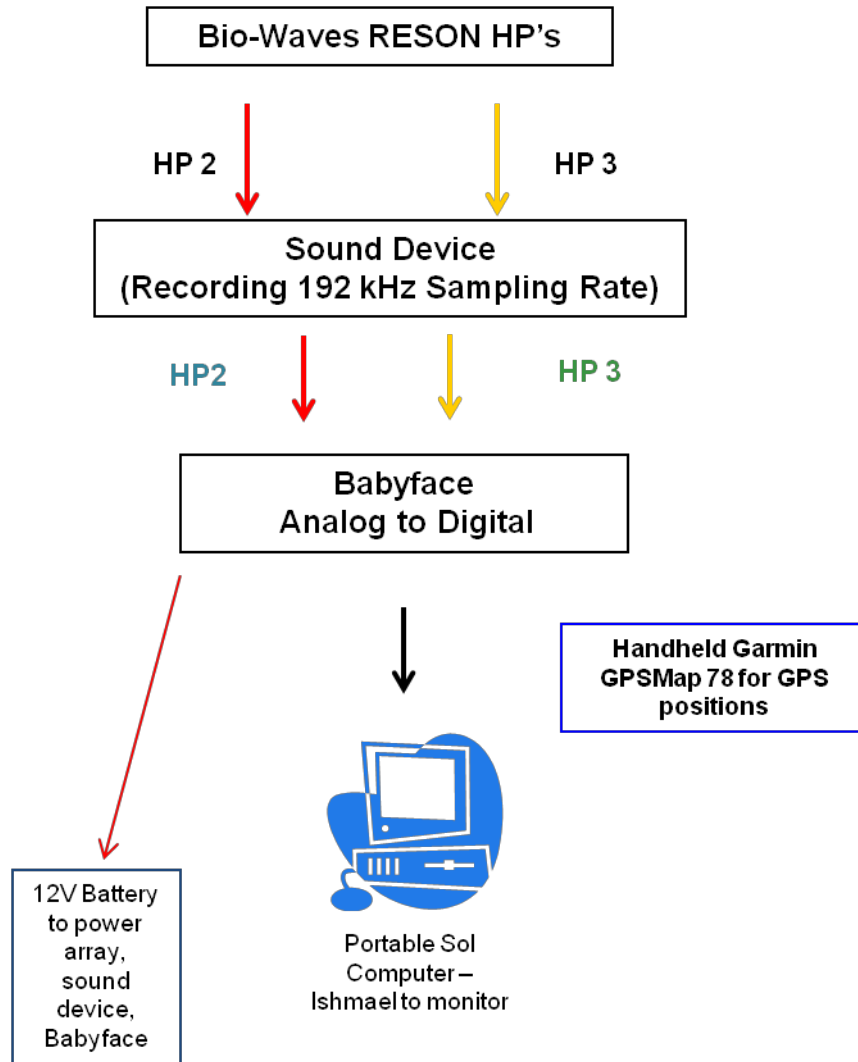 Bio-Waves RESON HP’s
HP 2
HP 3
Sound Device
(Recording 192 kHz Sampling Rate)
HP2
HP 3
Babyface
Analog to Digital
Handheld Garmin
GPSMap 78 for GPS
positions
12V Battery
to power
array,
sound
device,
Babyface
Portable Sol
Computer –
Ishmael to monitor